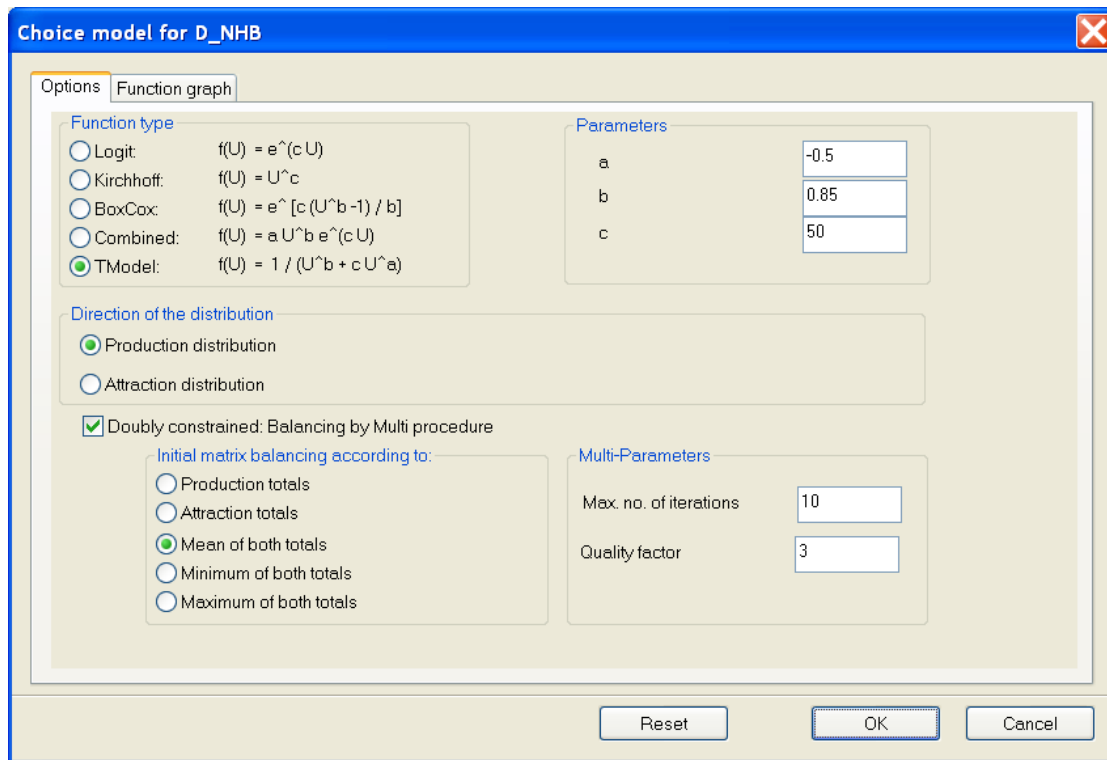 Choice model for D_NHB
Options
Function graph
Function type
Logit: f(U) = e^(c U)
Kirchhoff: f(U) = U^c
BoxCox: f(U) = e^ [c (U^b -1) / b]
Combined: f(U) = a U^b e^(c U)
TModel: f(U) = 1 / (U^b + c U^a)
Parameters
a -0.5
b 0.85
c 50
Direction of the distribution
Production distribution
Attraction distribution
Doubly constrained: Balancing by Multi procedure
Initial matrix balancing according to:
Production totals
Attraction totals
Mean of both totals
Minimum of both totals
Maximum of both totals
Multi-Parameters
Max. no. of iterations 10
Quality factor 3
Reset
OK
Cancel